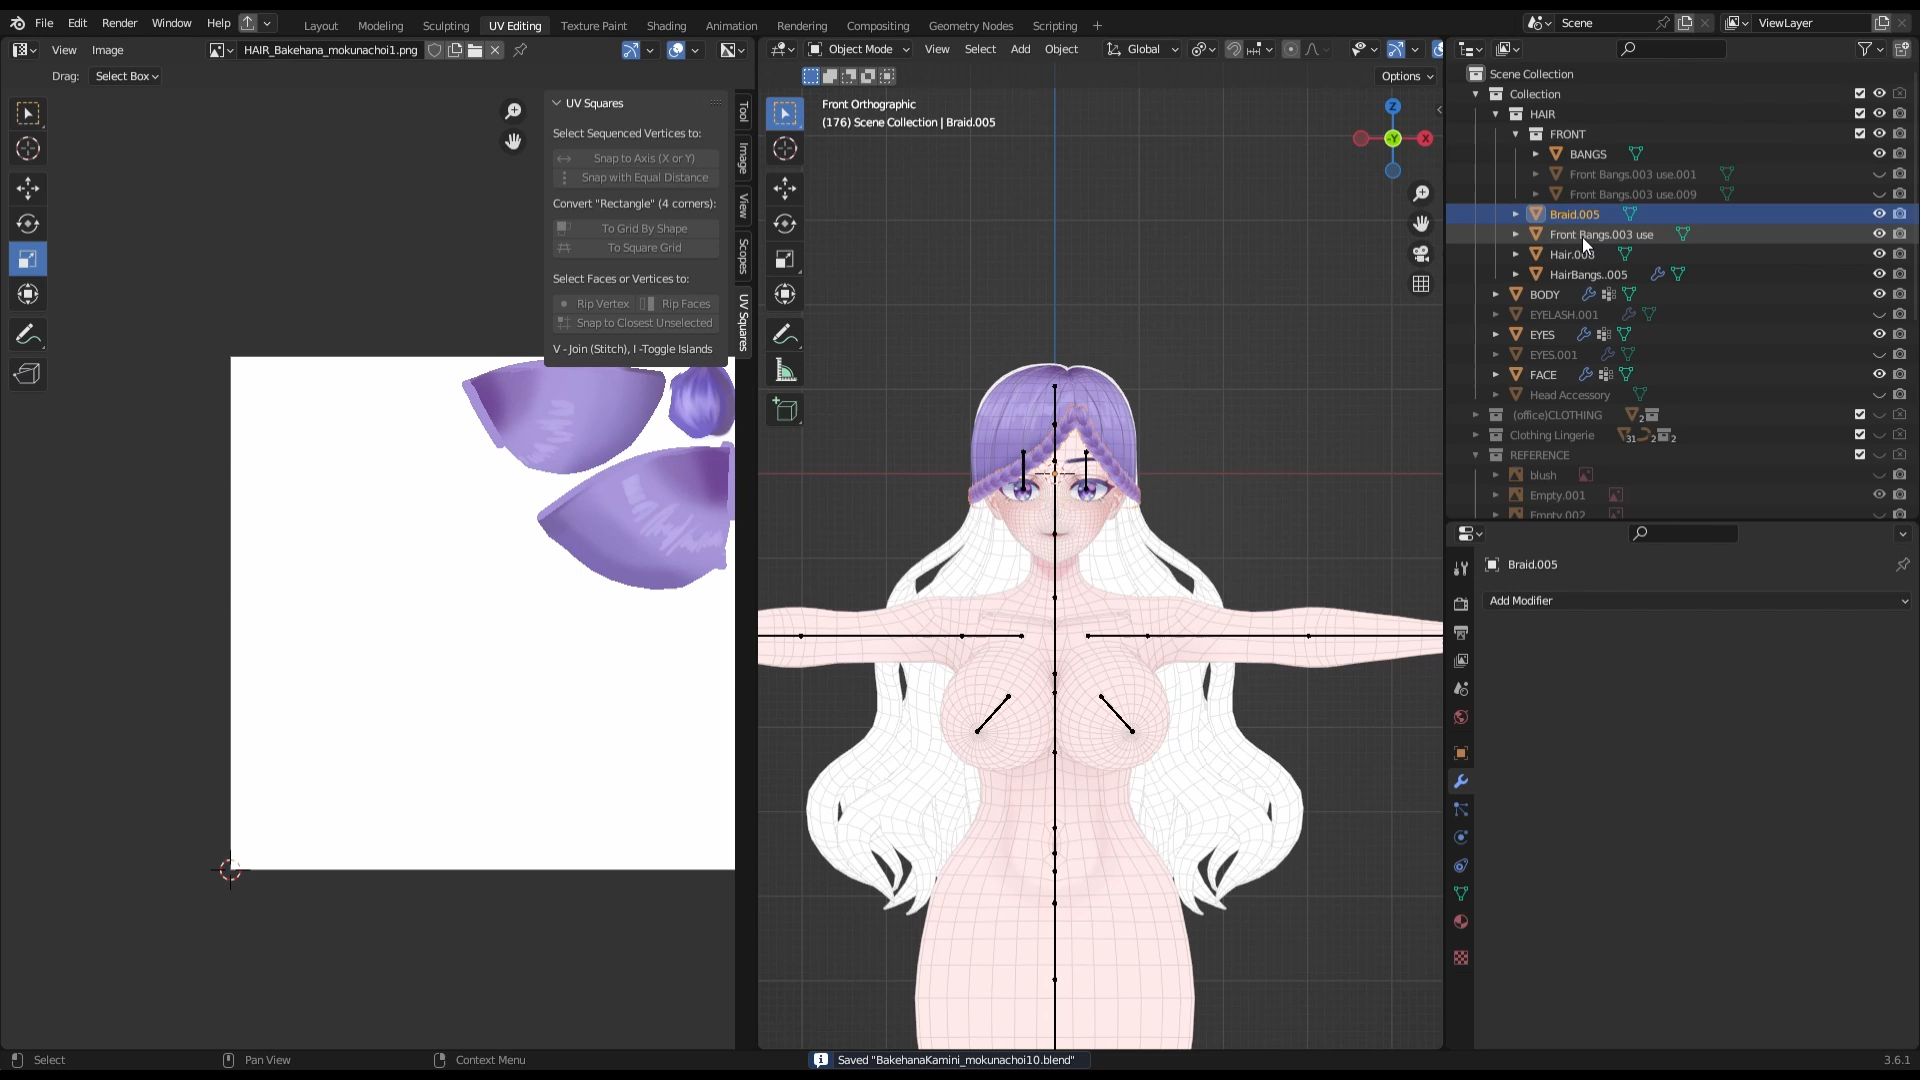 File Edit Render Window Help
Layout Modeling Sculpting UV Editing Texture Paint Shading Animation Rendering Compositing Geometry Nodes Scripting +
Scene
ViewLayer
View Image
HAIR_Bakehana_mokunachoi1.png
Object Mode View Select Add Object
Global
Drag: Select Box
Options
UV Squares
Select Sequenced Vertices to:
Snap to Axis (X or Y)
Snap with Equal Distance
Convert "Rectangle" (4 corners):
To Grid By Shape
To Square Grid
Select Faces or Vertices to:
Rip Vertex Rip Faces
Snap to Closest Unselected
V - Join (Stitch), I -Toggle Islands
Tool
Image
View
Scopes
UV Squares
Front Orthographic
(176) Scene Collection | Braid.005
Z
-Y
X
Scene Collection
Collection
HAIR
FRONT
BANGS
Front Bangs.003 use.001
Front Bangs.003 use.009
Braid.005
Front Bangs.003 use
HairBangs..005
BODY
EYELASH.001
EYES
EYES.001
FACE
Head Accessory
(office)CLOTHING 2
Clothing Lingerie 31 2 2
REFERENCE
blush
Empty.001
Empty.002
Braid.005
Add Modifier
Select
Pan View
Context Menu
Saved "BakehanaKamini_mokunachoi10.blend"
3.6.1